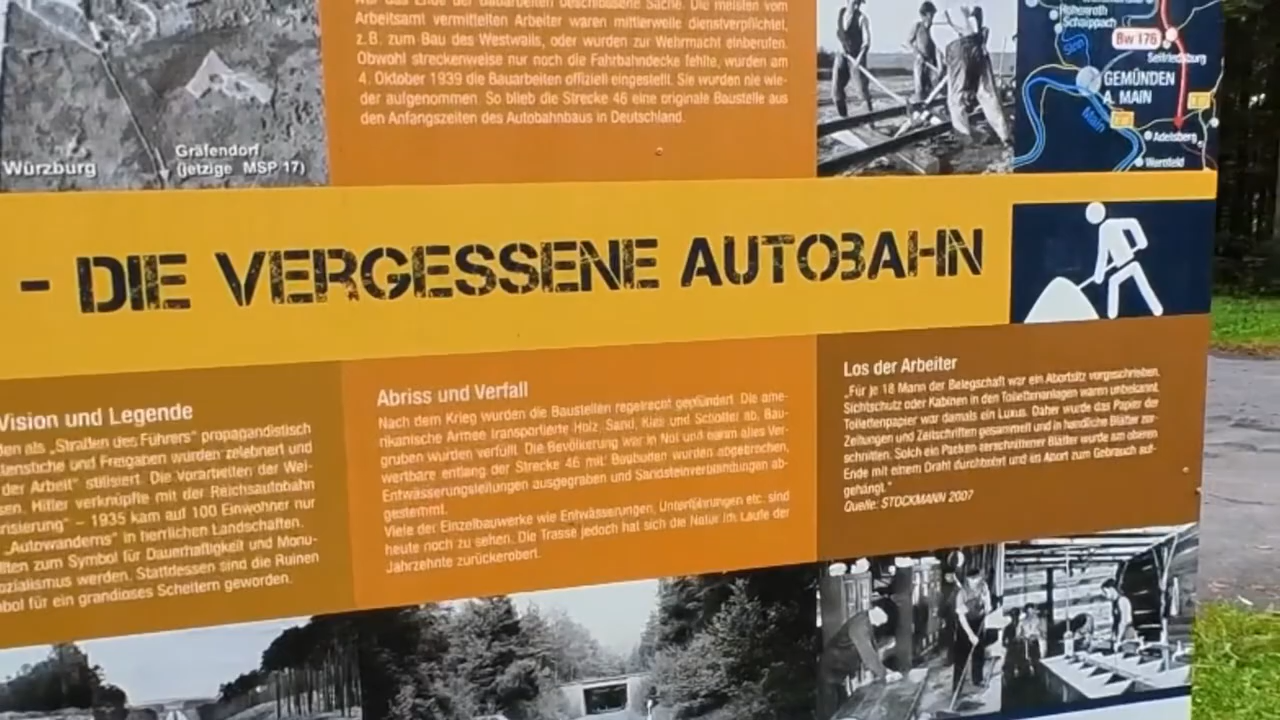 war das Ende der Bauarbeiten beschlossene Sache. Die meisten vom
Arbeitsamt vermittelten Arbeiter waren mittlerweile dienstverpflichtet,
z.B. zum Bau des Westwalls, oder wurden zur Wehrmacht einberufen.
Obwohl streckenweise nur noch die Fahrbahndecke fehlte, wurden am
4. Oktober 1939 die Bauarbeiten offiziell eingestellt. Sie wurden nie wie-
der aufgenommen. So blieb die Strecke 46 eine originale Baustelle aus
den Anfangszeiten des Autobahnbaus in Deutschland.
Würzburg
Gräfendorf
(jetzige MSP 17)
Hohenroth
Schaippach
Sinn
Bw 176
Seifriedsburg
GEMÜNDEN
A. MAIN
Main
Adelsberg
Wernfeld
- DIE VERGESSENE AUTOBAHN
Vision und Legende
den als „Straßen des Führers" propagandistisch
tenstiche und Freigaben wurden zelebriert und
der Arbeit" stilisiert. Die Vorarbeiten der Wei-
sen. Hitler verknüpfte mit der Reichsautobahn
risierung" – 1935 kam auf 100 Einwohner nur
„Autowanderns" in herrlichen Landschaften.
llten zum Symbol für Dauerhaftigkeit und Monu-
ozialismus werden. Stattdessen sind die Ruinen
mbol für ein grandioses Scheitern geworden.
Abriss und Verfall
Nach dem Krieg wurden die Baustellen regelrecht geplündert. Die ame-
rikanische Armee transportierte Holz, Sand, Kies und Schotter ab. Bau-
gruben wurden verfüllt. Die Bevölkerung war in Not und nahm alles Ver-
wertbare entlang der Strecke 46 mit: Bauhuden wurden abgebrochen,
Entwässerungsleitungen ausgegraben und Sandsteinverblendungen ab-
gestemmt.
Viele der Einzelbauwerke wie Entwässerungen, Unterführungen etc. sind
heute noch zu sehen. Die Trasse jedoch hat sich die Natur im Laufe der
Jahrzehnte zurückerobert.
Los der Arbeiter
„Für je 18 Mann der Belegschaft war ein Abortsitz vorgeschrieben.
Sichtschutz oder Kabinen in den Toilettenanlagen waren unbekannt.
Toilettenpapier war damals ein Luxus. Daher wurde das Papier der
Zeitungen und Zeitschriften gesammelt und in handliche Blätter zer-
schnitten. Solch ein Packen zerschnittener Blätter wurde am oberen
Ende mit einem Draht durchbohrt und im Abort zum Gebrauch auf-
gehängt."
Quelle: STOCKMANN 2007